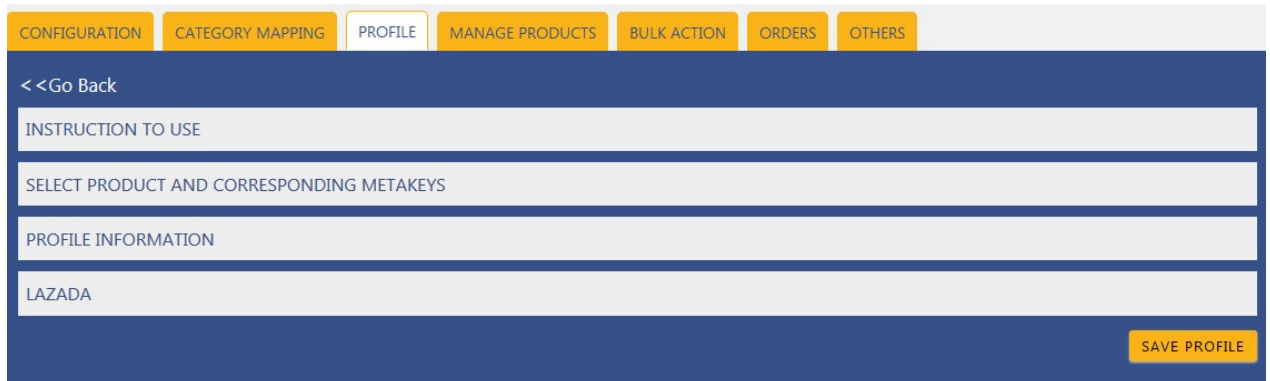 CONFIGURATION CATEGORY MAPPING PROFILE MANAGE PRODUCTS BULK ACTION ORDERS OTHERS
<<Go Back
INSTRUCTION TO USE
SELECT PRODUCT AND CORRESPONDING METAKEYS
PROFILE INFORMATION
LAZADA
SAVE PROFILE